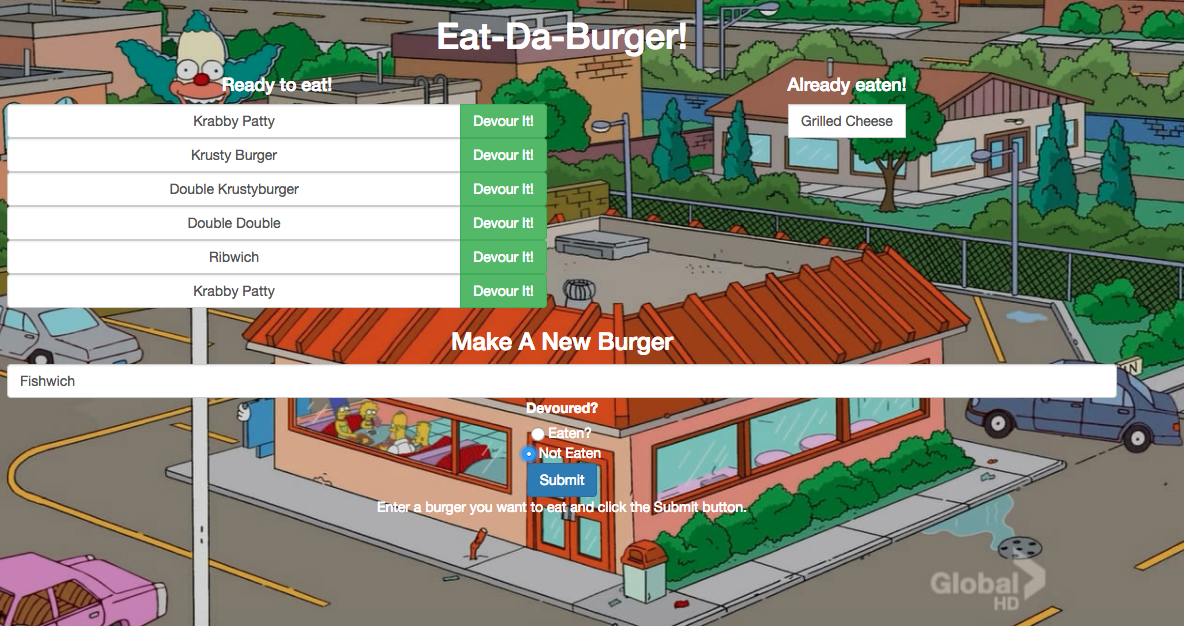 Eat-Da-Burger!
Ready to eat!
Krabby Patty Devour It!
Krusty Burger Devour It!
Double Krustyburger Devour It!
Double Double Devour It!
Ribwich Devour It!
Krabby Patty Devour It!
Already eaten!
Grilled Cheese
Make A New Burger
Fishwich
Devoured?
Eaten?
Not Eaten
Submit
Enter a burger you want to eat and click the Submit button.
Global
HD